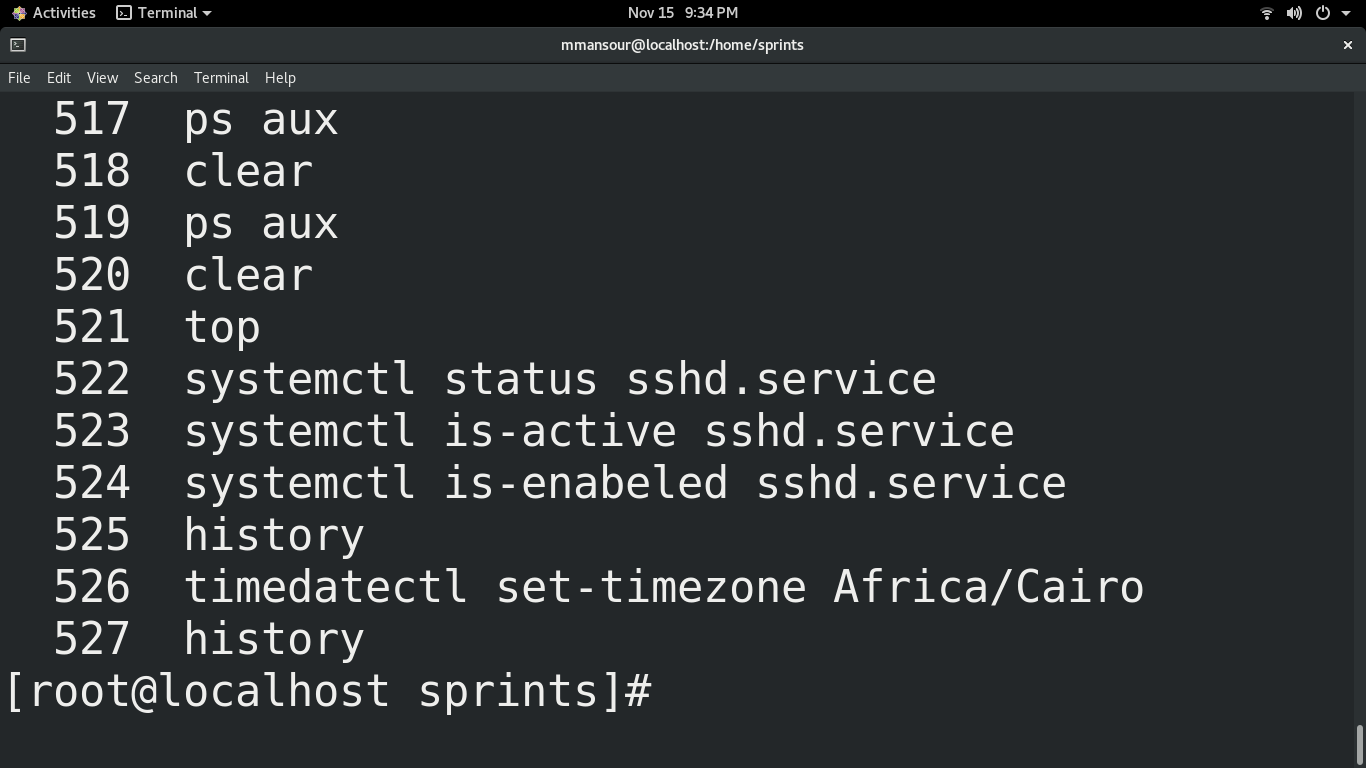 Activities Terminal Nov 15 9:34 PM
mmansour@localhost:/home/sprints
File Edit View Search Terminal Help
517 ps aux
518 clear
519 ps aux
520 clear
521 top
522 systemctl status sshd.service
523 systemctl is-active sshd.service
524 systemctl is-enabeled sshd.service
525 history
526 timedatectl set-timezone Africa/Cairo
527 history
[root@localhost sprints]#